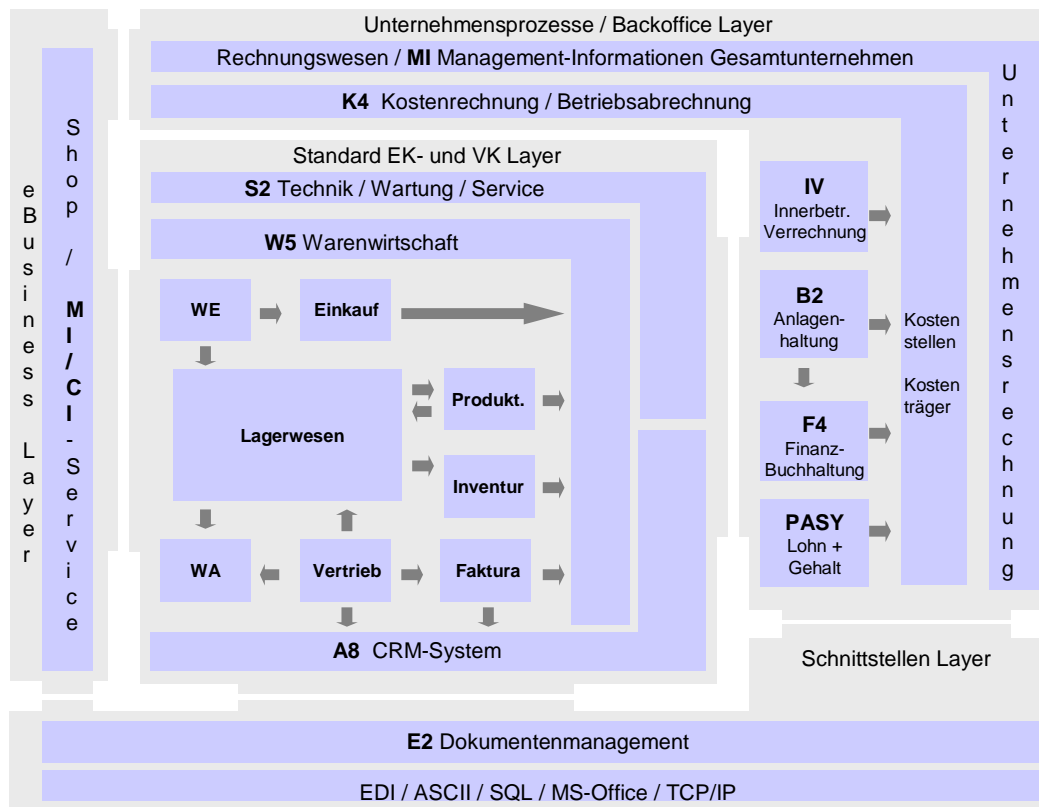 Unternehmensprozesse / Backoffice Layer
Rechnungswesen / MI Management-Informationen Gesamtunternehmen
K4 Kostenrechnung / Betriebsabrechnung
Unternehmensrechnung
eBusiness Layer
Shop / MI/CI-Service
Standard EK- und VK Layer
S2 Technik / Wartung / Service
W5 Warenwirtschaft
WE
Einkauf
Lagerwesen
Produkt.
Inventur
WA
Vertrieb
Faktura
A8 CRM-System
IV
Innerbetr.
Verrechnung
B2
Anlagen-
haltung
F4
Finanz-
Buchhaltung
PASY
Lohn +
Gehalt
Kosten
stellen
Kosten
träger
Schnittstellen Layer
E2 Dokumentenmanagement
EDI / ASCII / SQL / MS-Office / TCP/IP